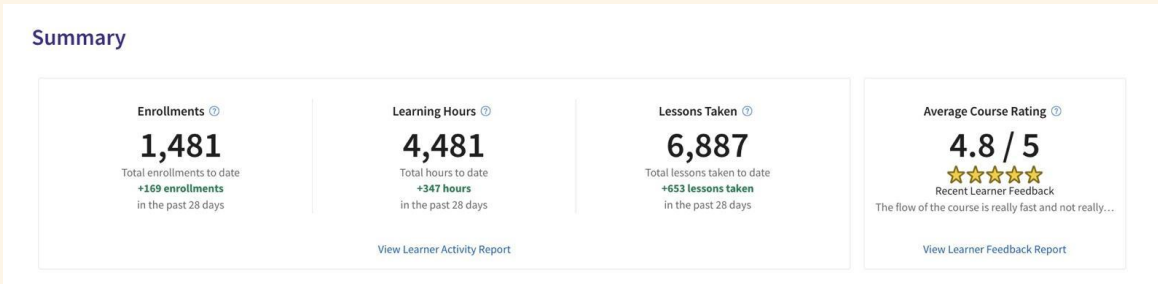 Summary
Enrollments
1,481
Total enrollments to date
+169 enrollments
in the past 28 days
Learning Hours
4,481
Total hours to date
+347 hours
in the past 28 days
Lessons Taken
6,887
Total lessons taken to date
+653 lessons taken
in the past 28 days
View Learner Activity Report
Average Course Rating
4.8 / 5
Recent Learner Feedback
The flow of the course is really fast and not really...
View Learner Feedback Report